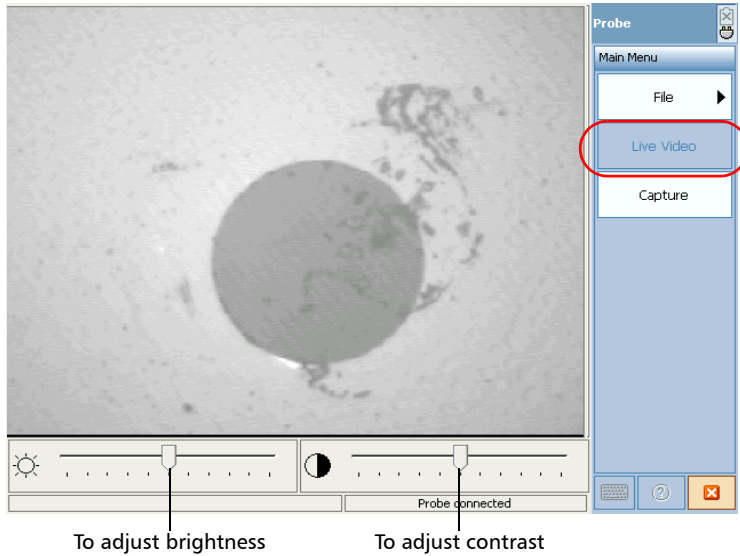 Probe
Main Menu
File
Live Video
Capture
Probe connected
To adjust brightness
To adjust contrast